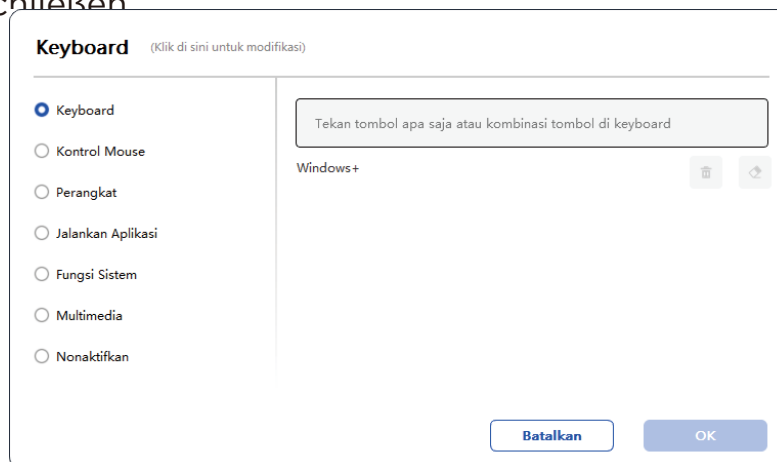 Keyboard (Klik di sini untuk modifikasi)
Keyboard
Kontrol Mouse
Perangkat
Jalankan Aplikasi
Fungsi Sistem
Multimedia
Nonaktifkan
Tekan tombol apa saja atau kombinasi tombol di keyboard
Windows+
Batalkan
OK